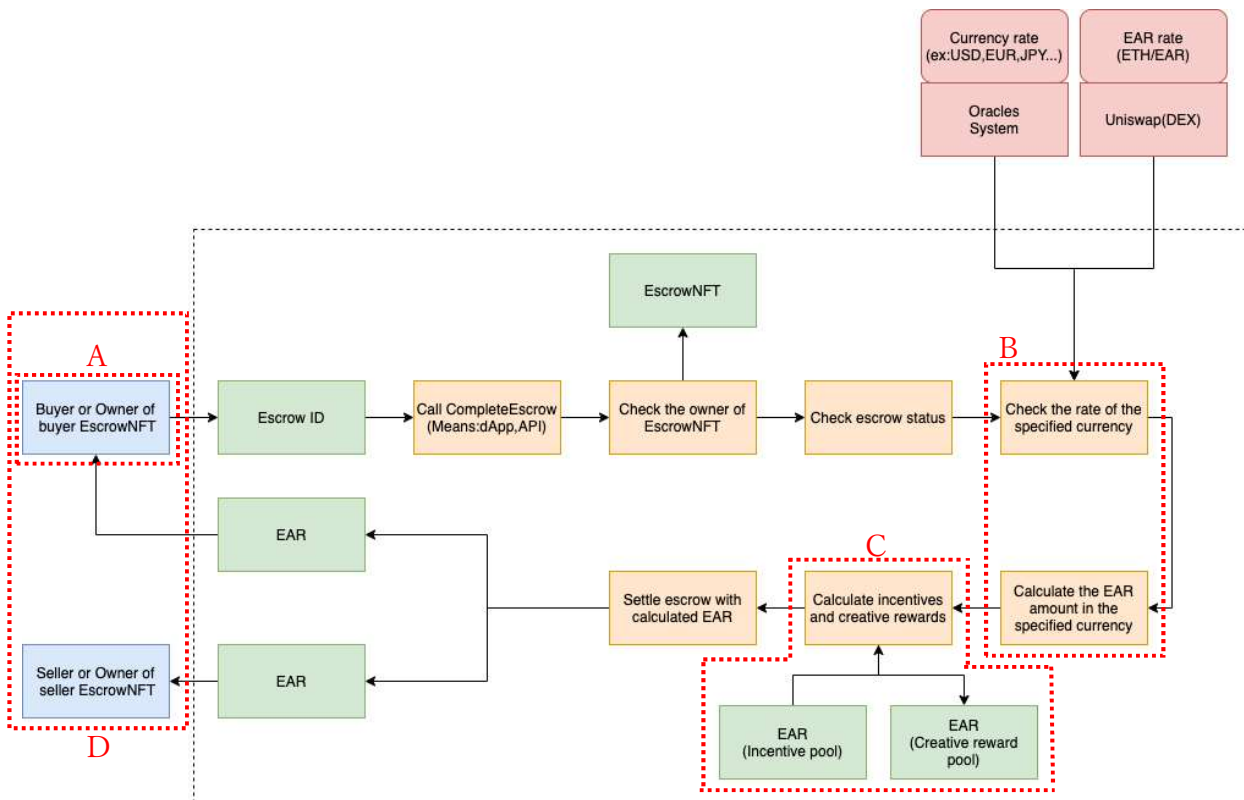 Currency rate
(ex:USD,EUR,JPY...)
EAR rate
(ETH/EAR)
Oracles
System
Uniswap(DEX)
EscrowNFT
A
B
Buyer or Owner of
buyer EscrowNFT
Escrow ID
Call CompleteEscrow
(Means:dApp,API)
Check the owner of
EscrowNFT
Check escrow status
Check the rate of the
specified currency
EAR
C
Settle escrow with
calculated EAR
Calculate incentives
and creative rewards
Calculate the EAR
amount in the
specified currency
Seller or Owner of
seller EscrowNFT
EAR
D
EAR
(Incentive pool)
EAR
(Creative reward
pool)